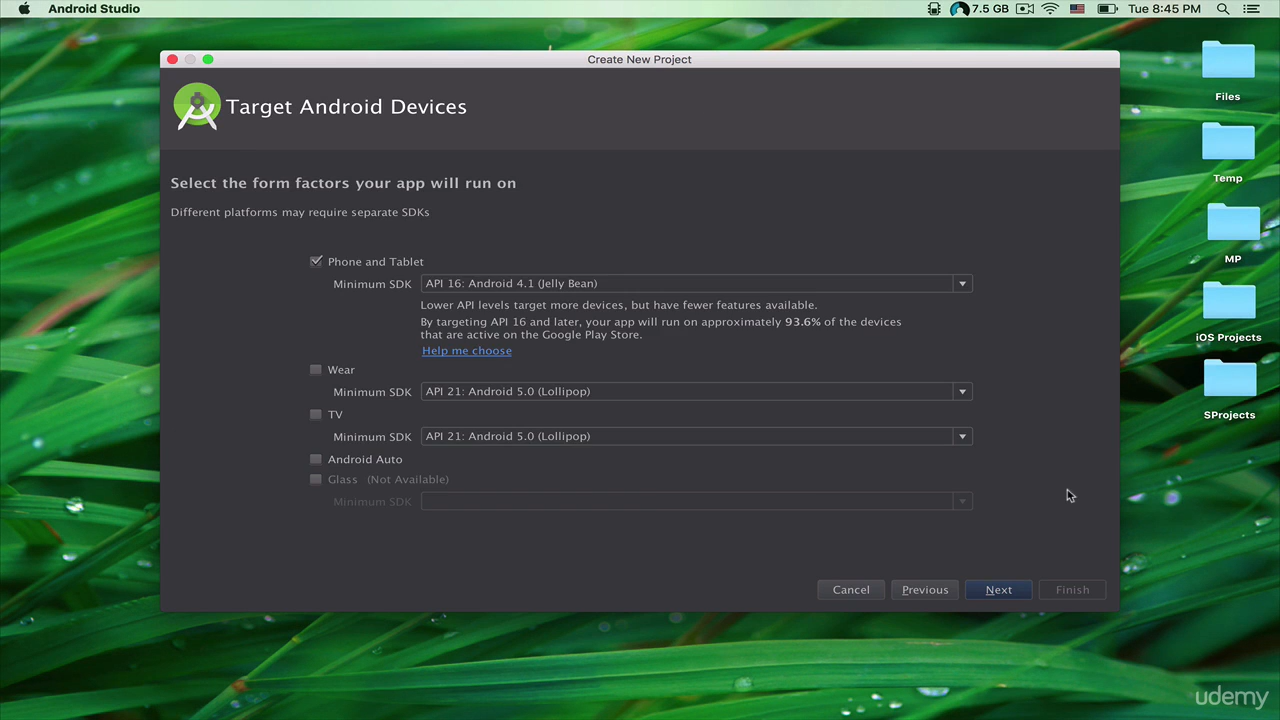 Android Studio
7.5 GB
Tue 8:45 PM
Create New Project
Target Android Devices
Select the form factors your app will run on
Different platforms may require separate SDKs
Phone and Tablet
Minimum SDK
API 16: Android 4.1 (Jelly Bean)
Lower API levels target more devices, but have fewer features available.
By targeting API 16 and later, your app will run on approximately 93.6% of the devices
that are active on the Google Play Store.
Help me choose
Wear
Minimum SDK
API 21: Android 5.0 (Lollipop)
TV
Minimum SDK
API 21: Android 5.0 (Lollipop)
Android Auto
Glass (Not Available)
Minimum SDK
Cancel
Previous
Next
Finish
Files
Temp
MP
iOS Projects
SProjects
udemy